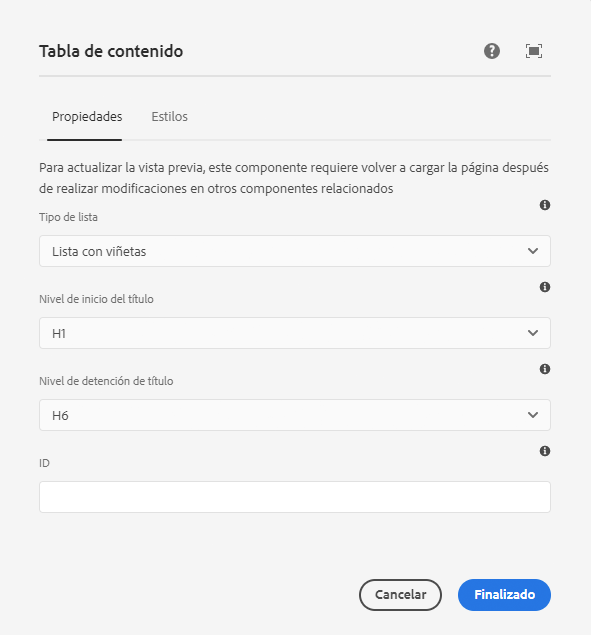 Tabla de contenido
Propiedades
Estilos
Para actualizar la vista previa, este componente requiere volver a cargar la página después
de realizar modificaciones en otros componentes relacionados
Tipo de lista
Lista con viñetas
Nivel de inicio del título
H1
Nivel de detención de título
H6
ID
Cancelar
Finalizado